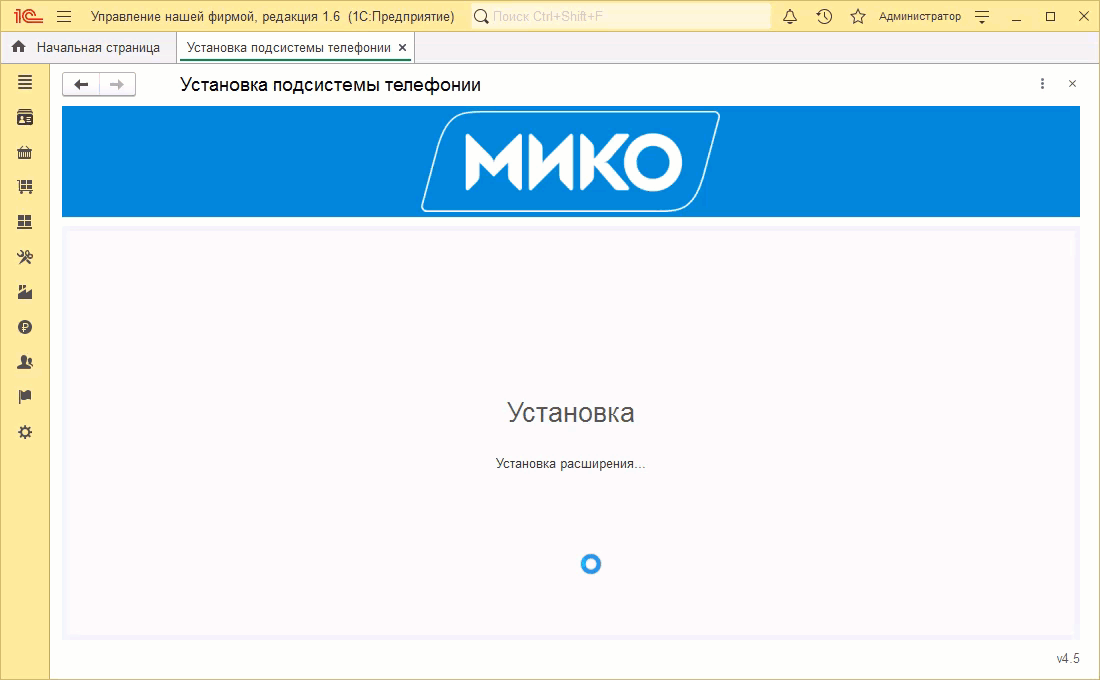 1С Управление нашей фирмой, редакция 1.6 (1С:Предприятие) Поиск Ctrl+Shift+F Администратор
Начальная страница Установка подсистемы телефонии
Установка подсистемы телефонии
МИКО
Установка
Установка расширения...
v4.5